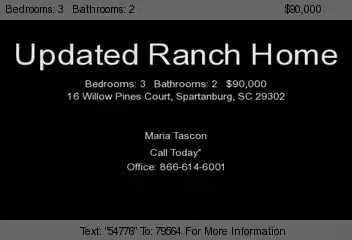 Bedrooms: 3 Bathrooms: 2 $90,000
Updated Ranch Home
Bedrooms: 3 Bathrooms: 2 $90,000
16 Willow Pines Court, Spartanburg, SC 29302
Maria Tascon
Call Today"
Office: 866-614-6001
Text: "54776" To: 79564 For More Information